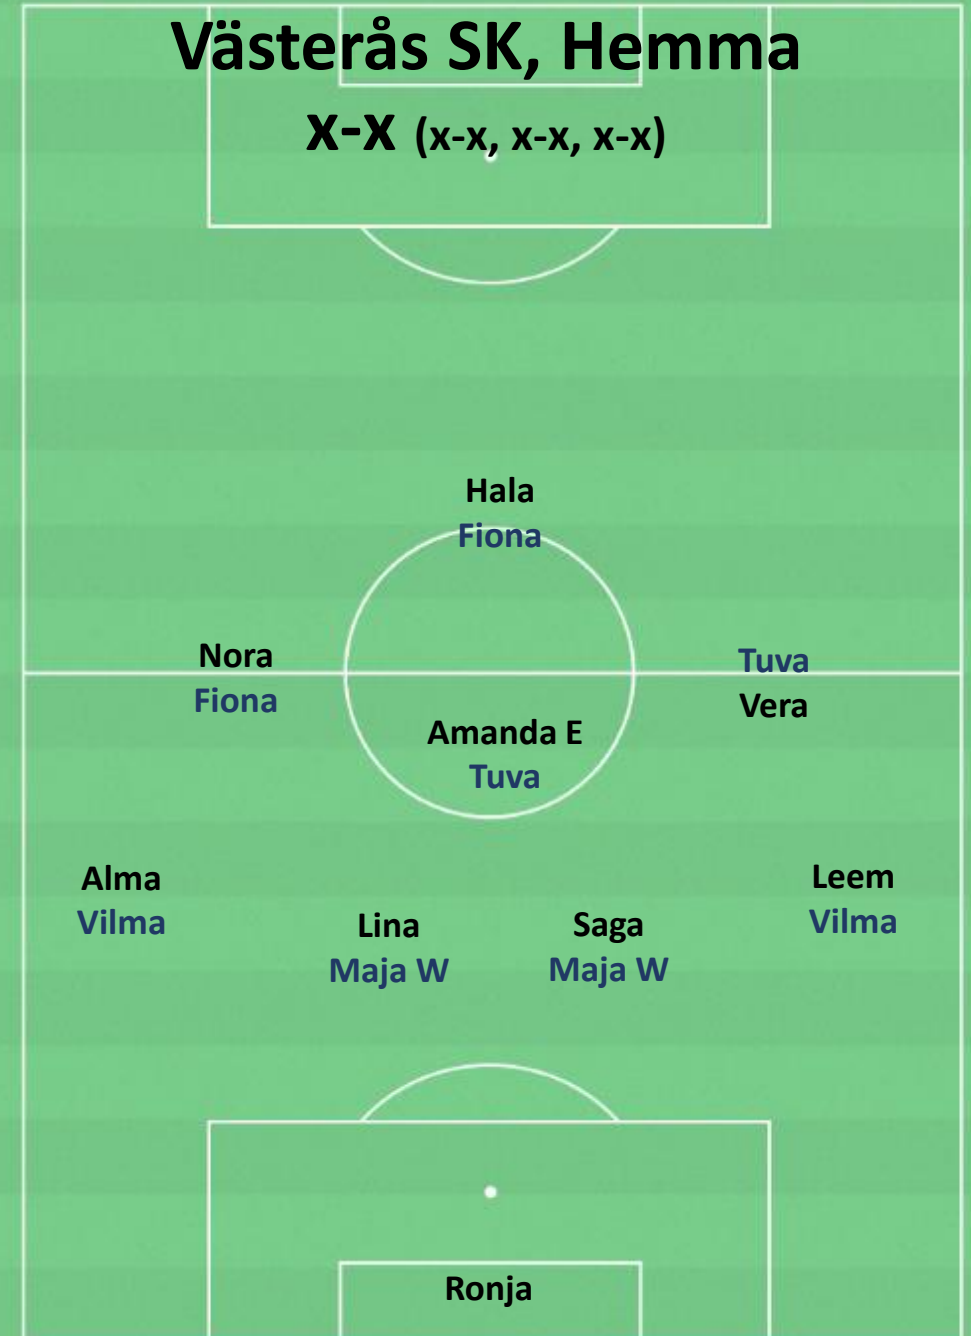 Västerås SK, Hemma
x-x (x-x, x-x, x-x)
Hala
Fiona
Nora
Fiona
Tuva
Vera
Amanda E
Tuva
Alma
Vilma
Lina
Maja W
Saga
Maja W
Leem
Vilma
Ronja